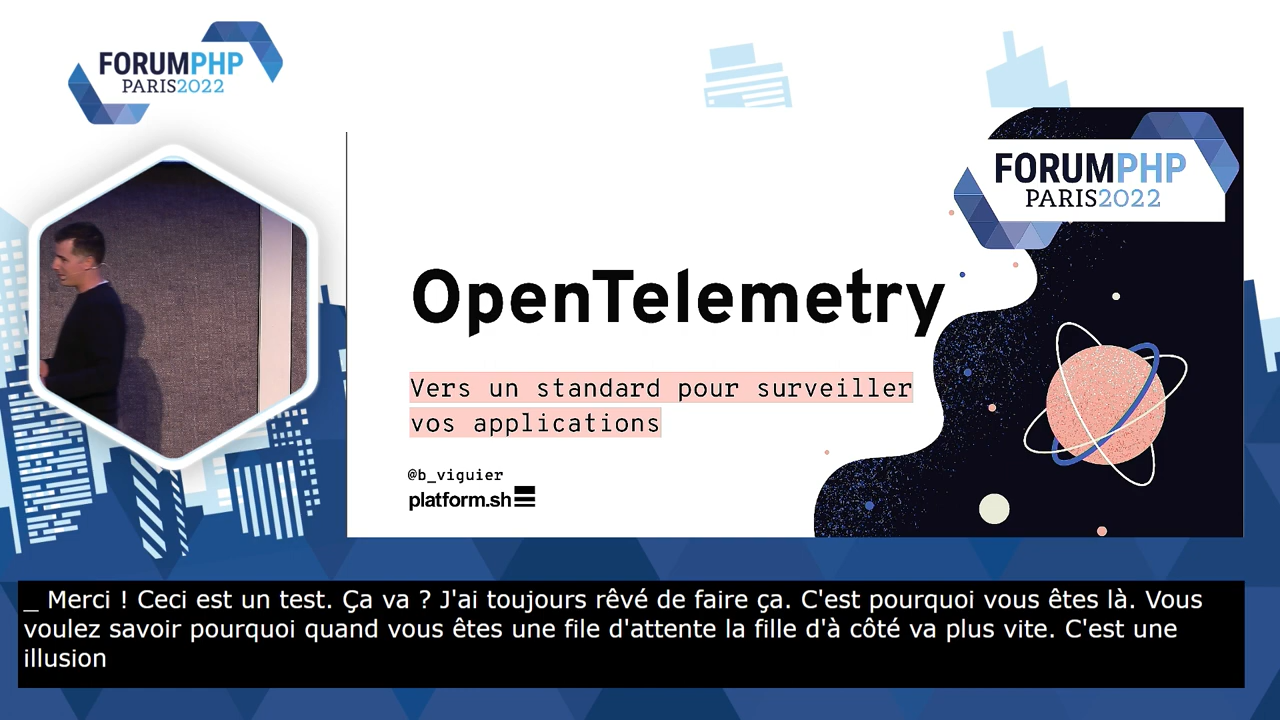 FORUMPHP
PARIS2022
FORUMPHP
PARIS2022
OpenTelemetry
Vers un standard pour surveiller
vos applications
@b_viguier
platform.sh
_ Merci ! Ceci est un test. Ça va ? J'ai toujours rêvé de faire ça. C'est pourquoi vous êtes là. Vous
voulez savoir pourquoi quand vous êtes une file d'attente la fille d'à côté va plus vite. C'est une
illusion